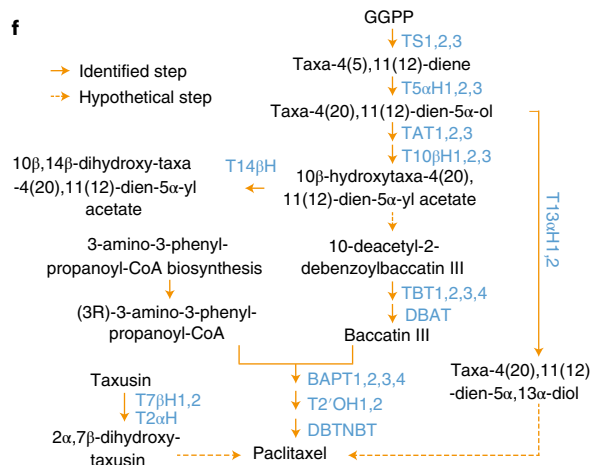 f
GGPP
TS1,2,3
Identified step
Hypothetical step
Taxa-4(5),11(12)-diene
T5αH1,2,3
Taxa-4(20),11(12)-dien-5α-ol
TAT1,2,3
T10βH1,2,3
10β,14β-dihydroxy-taxa
-4(20),11(12)-dien-5α-yl
acetate
T14βH
10β-hydroxytaxa-4(20),
11(12)-dien-5α-yl acetate
T13αH1,2
3-amino-3-phenyl-
propanoyl-CoA biosynthesis
10-deacetyl-2-
debenzoylbaccatin III
TBT1,2,3,4
DBAT
(3R)-3-amino-3-phenyl-
propanoyl-CoA
Baccatin III
Taxa-4(20),11(12)
-dien-5α,13α-diol
BAPT1,2,3,4
T2′OH1,2
DBTNBT
Taxusin
T7βH1,2
T2αH
2α,7β-dihydroxy-
taxusin
Paclitaxel